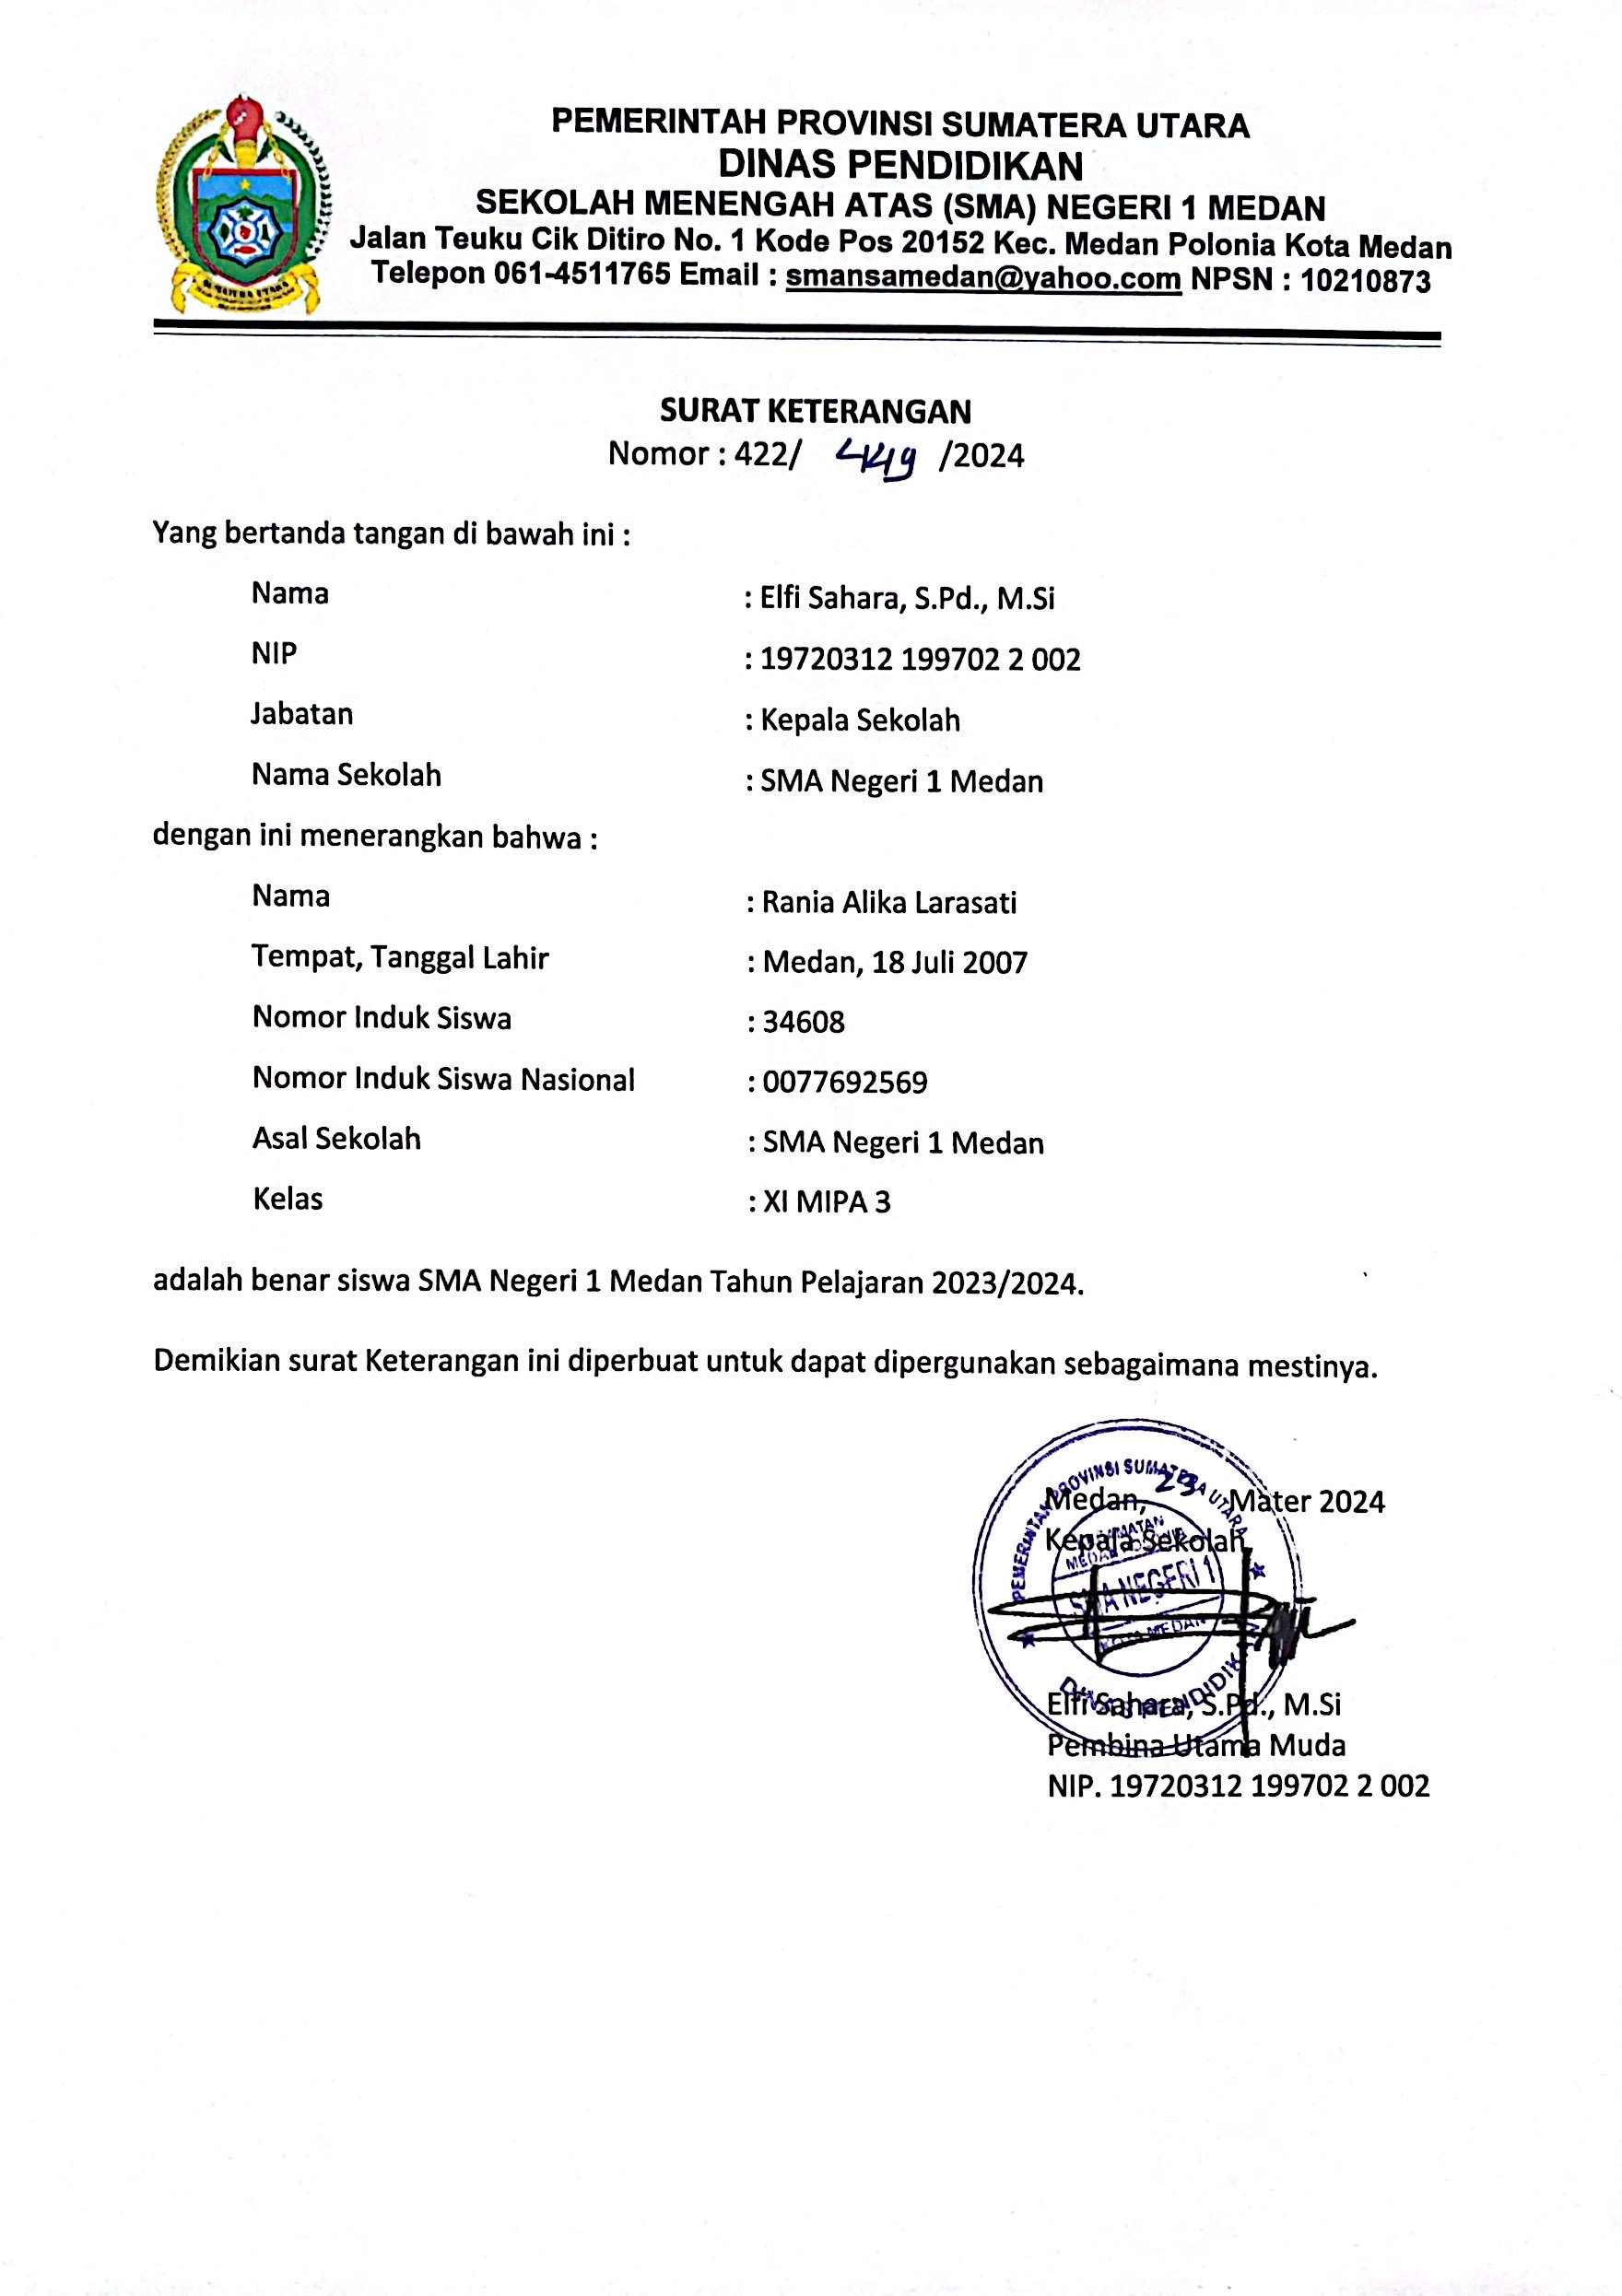 PEMERINTAH PROVINSI SUMATERA UTARA
DINAS PENDIDIKAN
SEKOLAH MENENGAH ATAS (SMA) NEGERI 1 MEDAN
Jalan Teuku Cik Ditiro No. 1 Kode Pos 20152 Kec. Medan Polonia Kota Medan
Telepon 061-4511765 Email : smansamedan@yahoo.com NPSN : 10210873
SURAT KETERANGAN
Nomor : 422/ 449 /2024
Yang bertanda tangan di bawah ini :
Nama : Elfi Sahara, S.Pd., M.Si
NIP : 19720312 199702 2 002
Jabatan : Kepala Sekolah
Nama Sekolah : SMA Negeri 1 Medan
dengan ini menerangkan bahwa :
Nama : Rania Alika Larasati
Tempat, Tanggal Lahir : Medan, 18 Juli 2007
Nomor Induk Siswa : 34608
Nomor Induk Siswa Nasional : 0077692569
Asal Sekolah : SMA Negeri 1 Medan
Kelas : XI MIPA 3
adalah benar siswa SMA Negeri 1 Medan Tahun Pelajaran 2023/2024.
Demikian surat Keterangan ini diperbuat untuk dapat dipergunakan sebagaimana mestinya.
Medan, 23 Mater 2024
Kepala Sekolah
PEMERINTAH PROVINSI SUMATERA UTARA
SMA NEGERI 1
KOTA MEDAN
DINAS PENDIDIKAN
Elfi Sahara, S.Pd., M.Si
Pembina Utama Muda
NIP. 19720312 199702 2 002